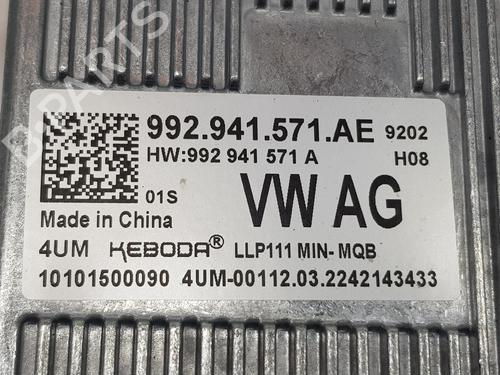 B-PARTS
992.941.571.AE 9202
HW:992 941 571 A H08
01S VW AG
Made in China
4UM KEBODA® LLP111 MIN- MQB
10101500090 4UM-00112.03.2242143433